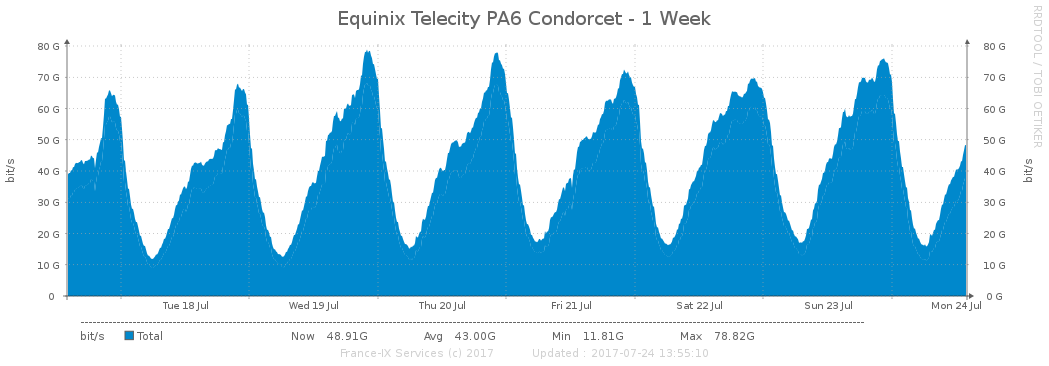 Equinix Telecity PA6 Condorcet - 1 Week
RRDTOOL / TOBI OETIKER
80 G 80 G
70 G 70 G
60 G 60 G
50 G 50 G
40 G 40 G
30 G 30 G
20 G 20 G
10 G 10 G
0 0 G
bit/s
bit/s
Tue 18 Jul Wed 19 Jul Thu 20 Jul Fri 21 Jul Sat 22 Jul Sun 23 Jul Mon 24 Jul
bit/s Total Now 48.91G Avg 43.00G Min 11.81G Max 78.82G
France-IX Services (c) 2017 Updated : 2017-07-24 13:55:10